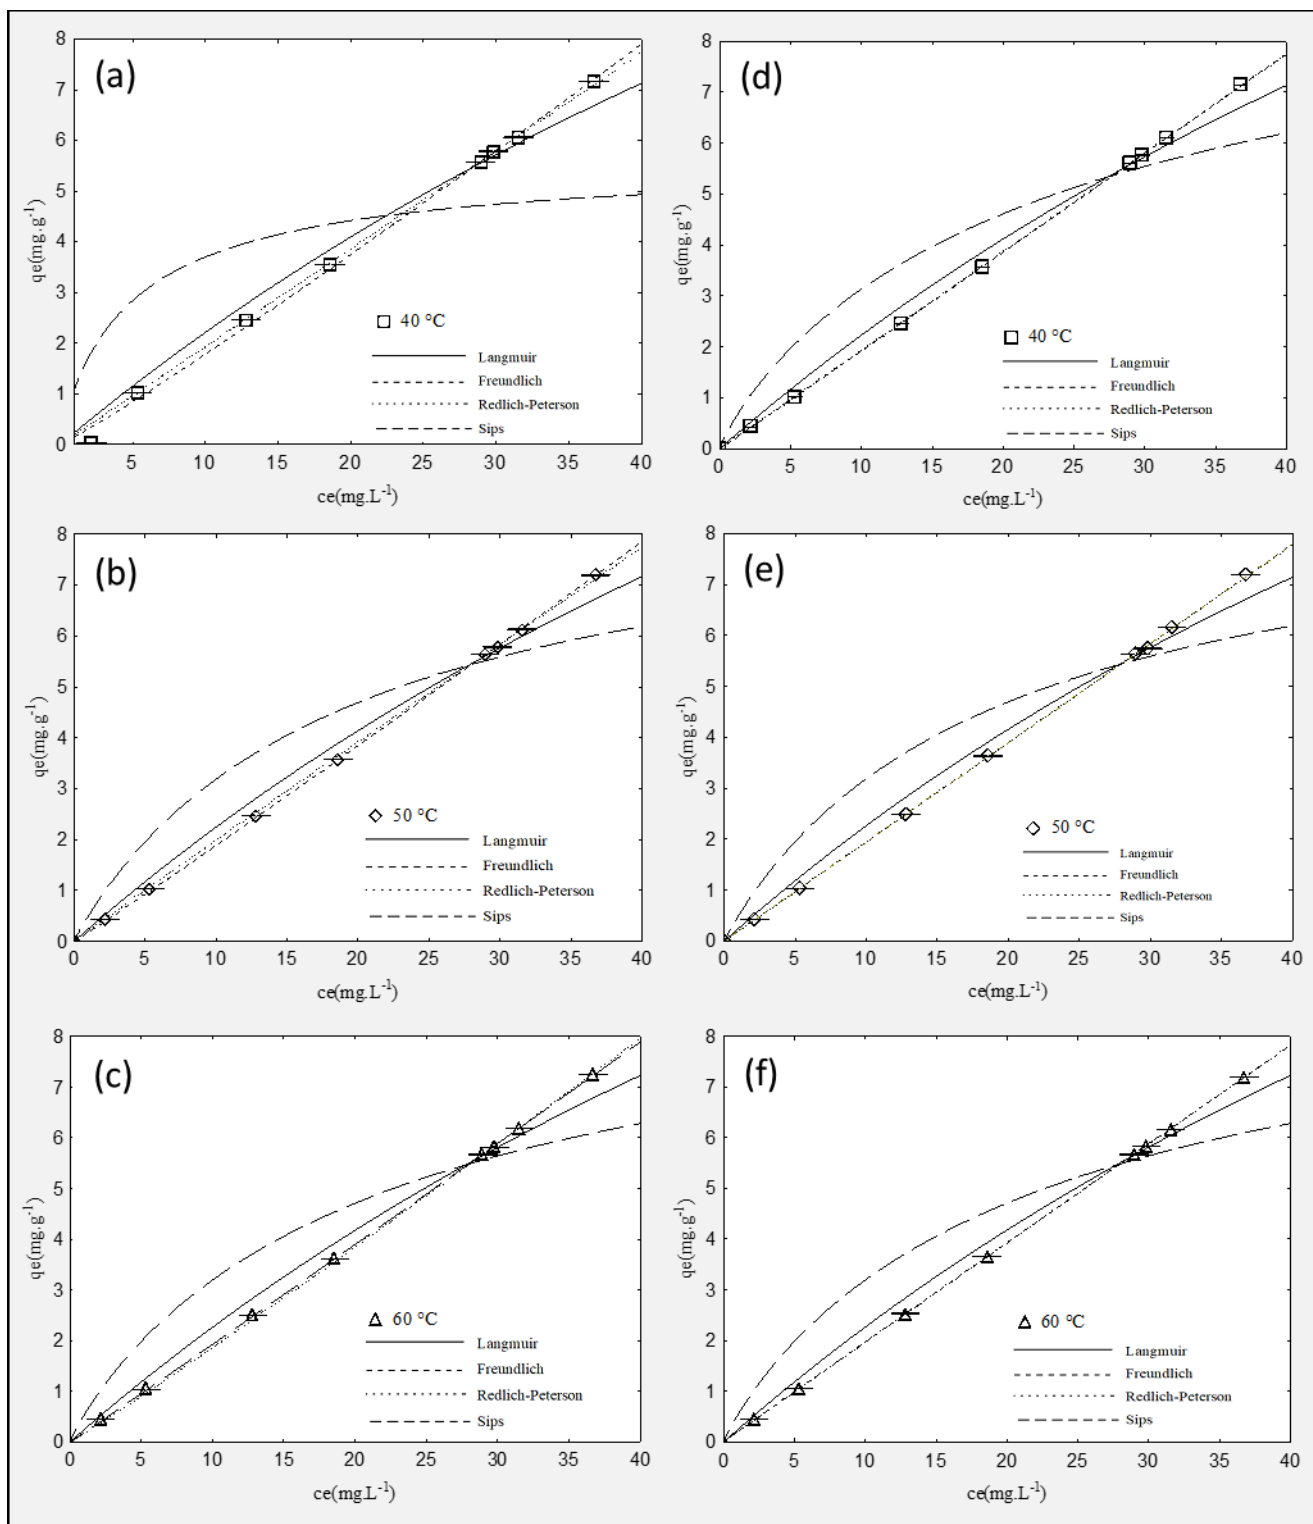 (a)
8
7
6
5
4
3
2
1
0
qe(mg.g-1)
40 °C
Langmuir
Freundlich
Redlich-Peterson
Sips
5 10 15 20 25 30 35 40
ce(mg.L-1)
(d)
8
7
6
5
4
3
2
1
0
qe(mg.g-1)
40 °C
Langmuir
Freundlich
Redlich-Peterson
Sips
0 5 10 15 20 25 30 35 40
ce(mg.L-1)
(b)
8
7
6
5
4
3
2
1
0
qe(mg.g-1)
50 °C
Langmuir
Freundlich
Redlich-Peterson
Sips
0 5 10 15 20 25 30 35 40
ce(mg.L-1)
(e)
8
7
6
5
4
3
2
1
0
qe(mg.g-1)
50 °C
Langmuir
Freundlich
Redlich-Peterson
Sips
0 5 10 15 20 25 30 35 40
ce(mg.L-1)
(c)
8
7
6
5
4
3
2
1
0
qe(mg.g-1)
60 °C
Langmuir
Freundlich
Redlich-Peterson
Sips
0 5 10 15 20 25 30 35 40
ce(mg.L-1)
(f)
8
7
6
5
4
3
2
1
0
qe(mg.g-1)
60 °C
Langmuir
Freundlich
Redlich-Peterson
Sips
0 5 10 15 20 25 30 35 40
ce(mg.L-1)